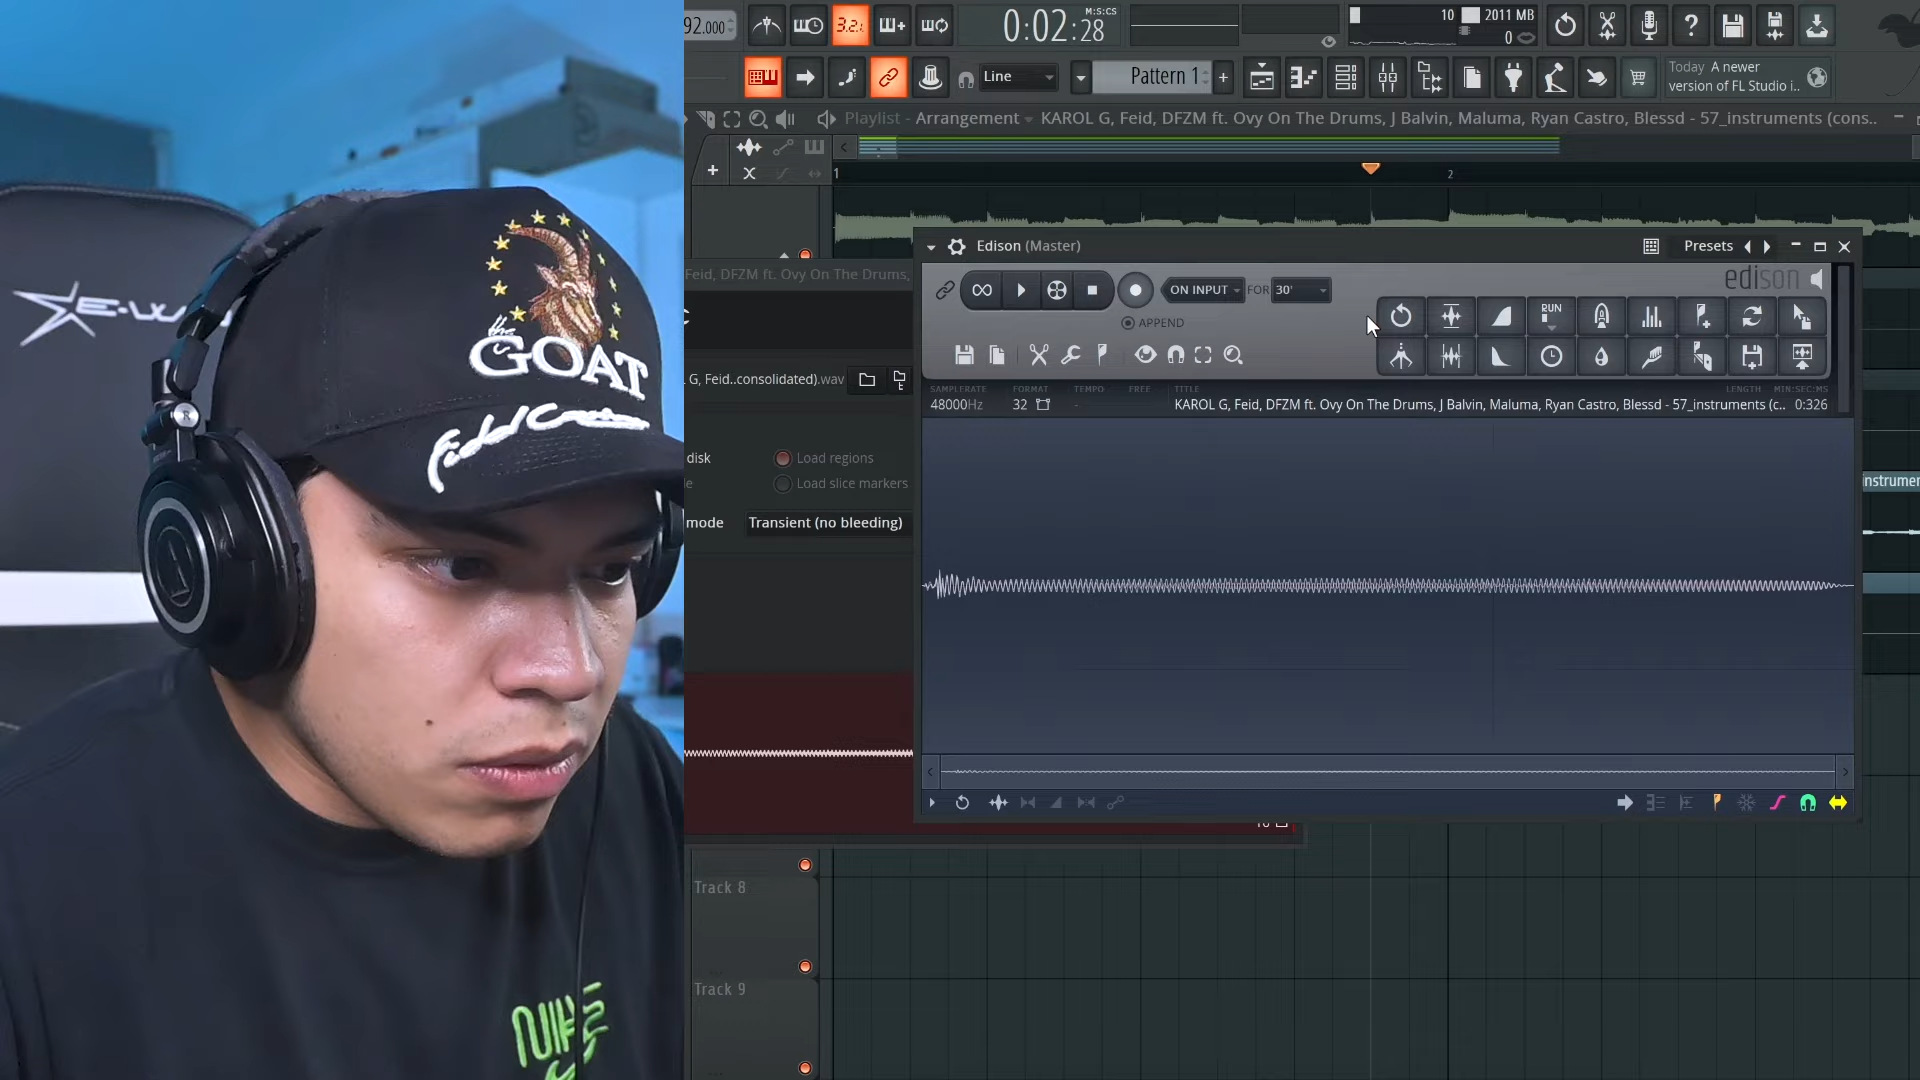 92.000
3.2.
0:02:28
M:S:CS
10
2011 MB
0
Line
Pattern 1
+
Today A newer
version of FL Studio i..
Playlist - Arrangement
KAROL G, Feid, DFZM ft. Ovy On The Drums, J Balvin, Maluma, Ryan Castro, Blessd - 57_instruments (cons..
+
1
2
Feid, DFZM ft. Ovy On The Drums,
Edison (Master)
Presets
edison
ON INPUT
FOR
30'
APPEND
RUN
SAMPLERATE
FORMAT
TEMPO
FREE
TITLE
LENGTH
MIN:SEC:MS
48000Hz
32
-
KAROL G, Feid, DFZM ft. Ovy On The Drums, J Balvin, Maluma, Ryan Castro, Blessd - 57_instruments (c..
0:326
G, Feid..consolidated).wav
disk
Load regions
Load slice markers
mode
Transient (no bleeding)
instrumen
Track 8
Track 9
the
GOAT